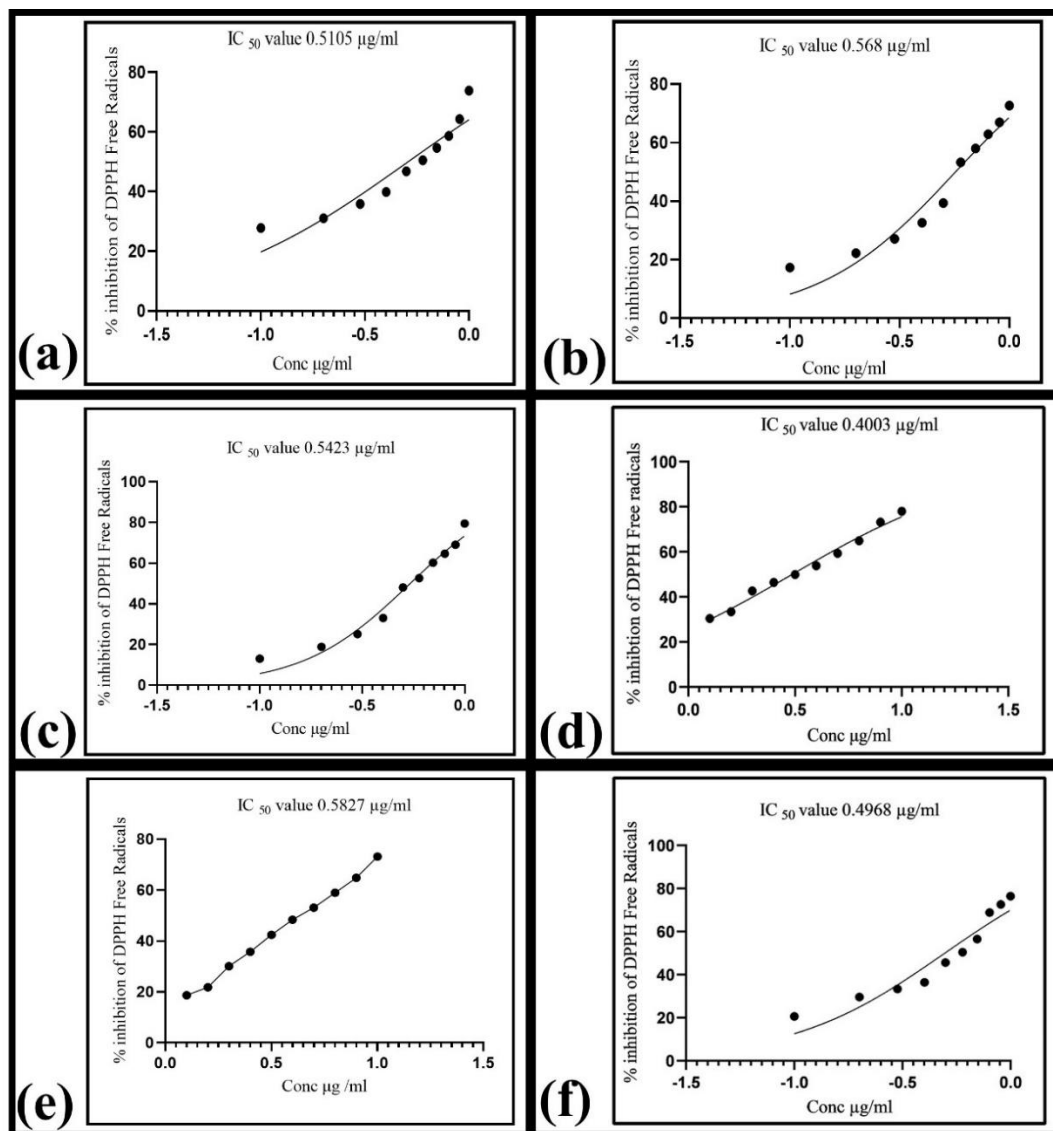 IC 50 value 0.5105 µg/ml
% inhibition of DPPH Free Radicals
80
60
40
20
0
-1.5 -1.0 -0.5 0.0
Conc µg/ml
(a)
IC 50 value 0.568 µg/ml
% inhibition of DPPH Free Radicals
80
60
40
20
0
-1.5 -1.0 -0.5 0.0
Conc µg/ml
(b)
IC 50 value 0.5423 µg/ml
% inhibition of DPPH Free Radicals
100
80
60
40
20
0
-1.5 -1.0 -0.5 0.0
Conc µg/ml
(c)
IC 50 value 0.4003 µg/ml
% inhibtion of DPPH Free radicals
100
80
60
40
20
0
0.0 0.5 1.0 1.5
Conc µg/ml
(d)
IC 50 value 0.5827 µg/ml
% inhibition of DPPH Free Radicals
80
60
40
20
0
0.0 0.5 1.0 1.5
Conc µg /ml
(e)
IC 50 value 0.4968 µg/ml
% inhibition of DPPH Free Radicals
100
80
60
40
20
0
-1.5 -1.0 -0.5 0.0
Conc µg/ml
(f)